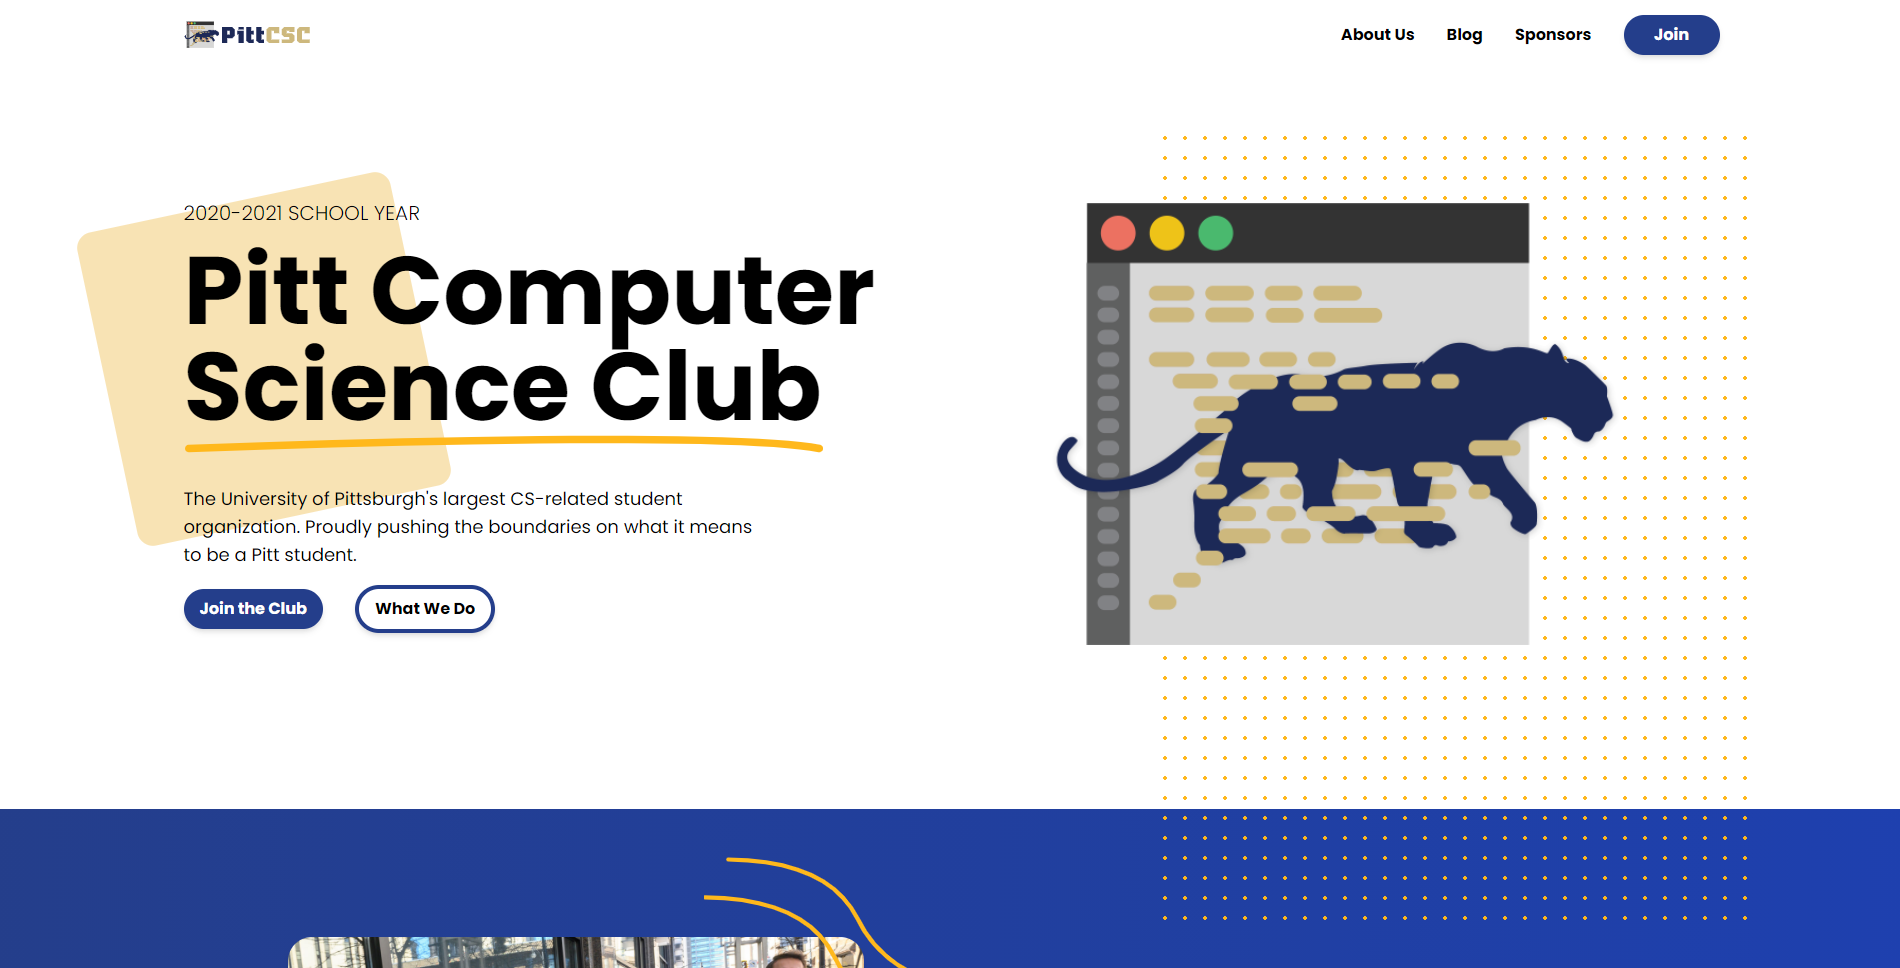 PittCSC
About Us
Blog
Sponsors
Join
2020-2021 SCHOOL YEAR
Pitt Computer
Science Club
The University of Pittsburgh's largest CS-related student
organization. Proudly pushing the boundaries on what it means
to be a Pitt student.
Join the Club
What We Do